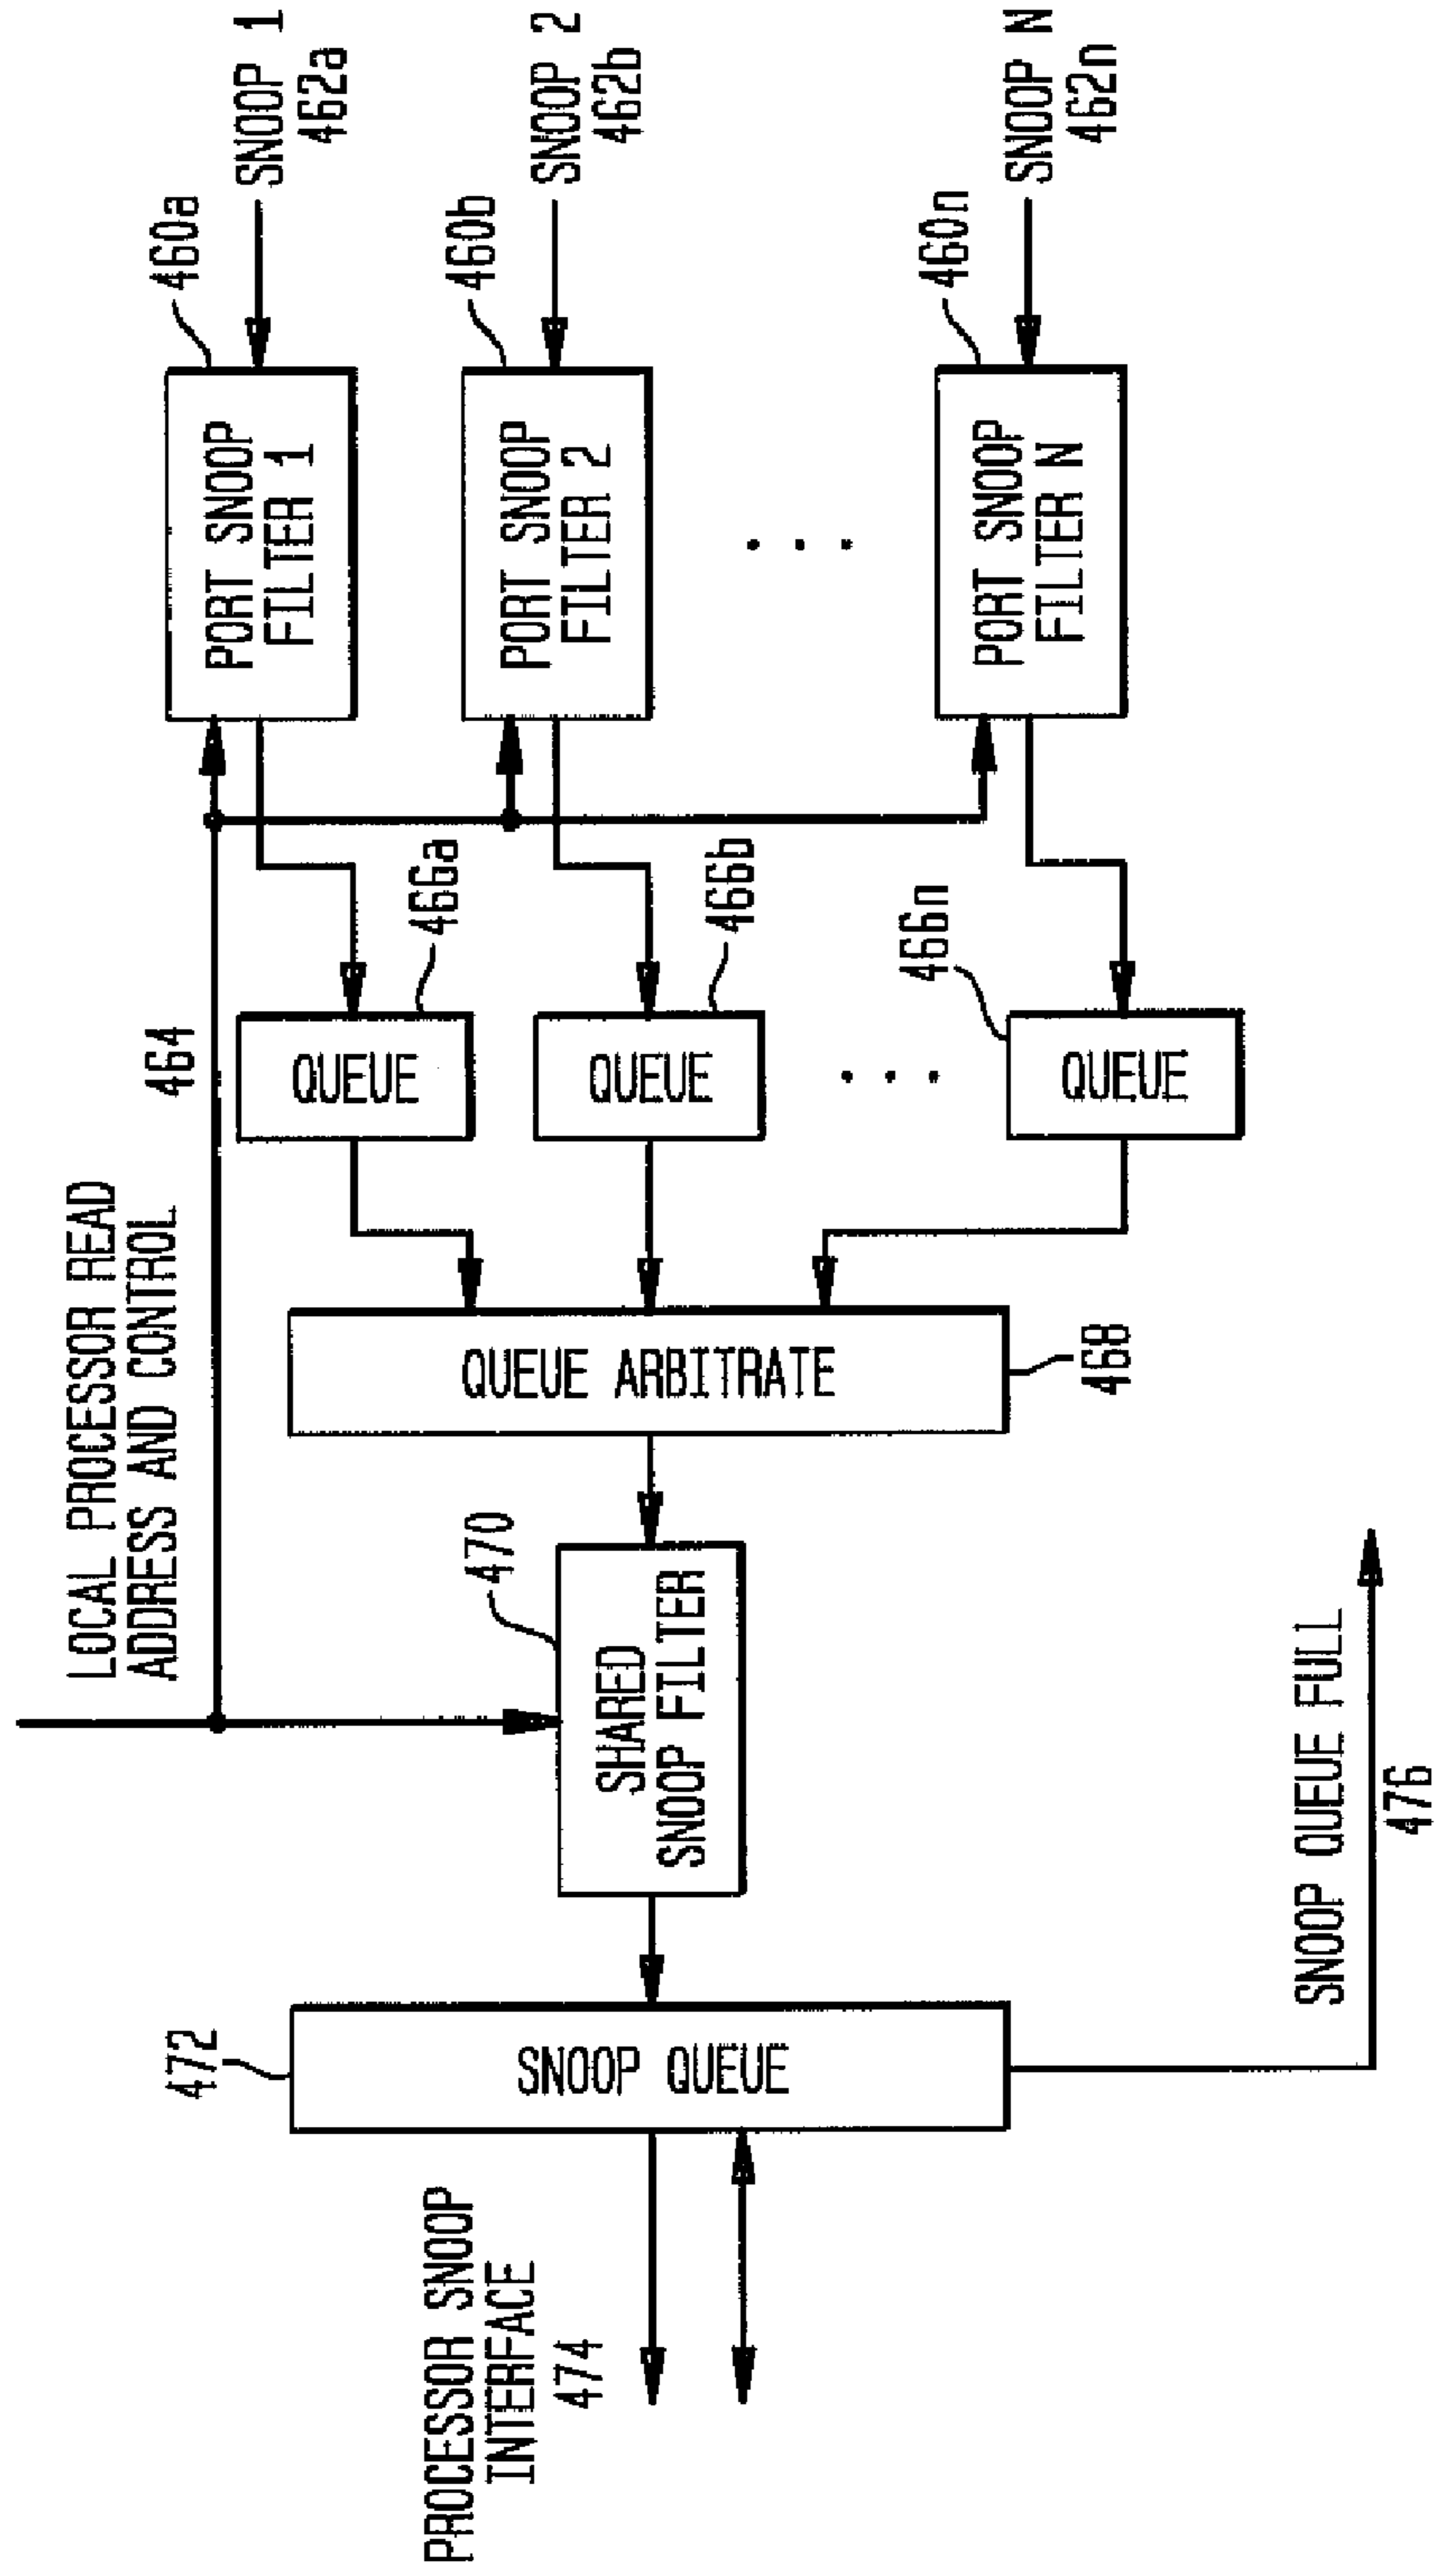 LOCAL PROCESSOR READ
ADDRESS AND CONTROL
464
460a
SNOOP 1
462a
PORT SNOOP
FILTER 1
460b
SNOOP 2
462b
PORT SNOOP
FILTER 2
. . .
460n
SNOOP N
462n
PORT SNOOP
FILTER N
466a
QUEUE
466b
QUEUE
. . .
466n
QUEUE
QUEUE ARBITRATE
468
470
SHARED
SNOOP FILTER
472
SNOOP QUEUE
PROCESSOR SNOOP
INTERFACE
474
SNOOP QUEUE FULL
476